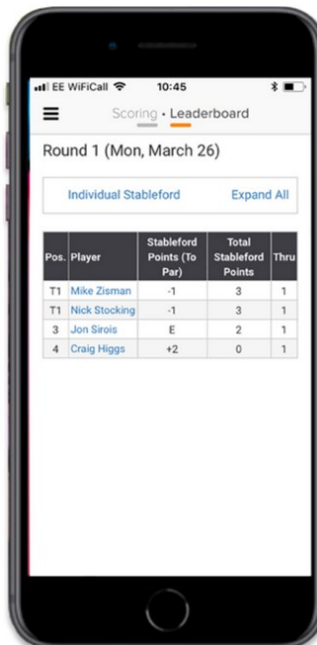 EE WiFiCall 10:45
Scoring • Leaderboard
Round 1 (Mon, March 26)
Individual Stableford Expand All
Pos. Player Stableford Points (To Par) Total Stableford Points Thru
T1 Mike Zisman -1 3 1
T1 Nick Stocking -1 3 1
3 Jon Sirois E 2 1
4 Craig Higgs +2 0 1